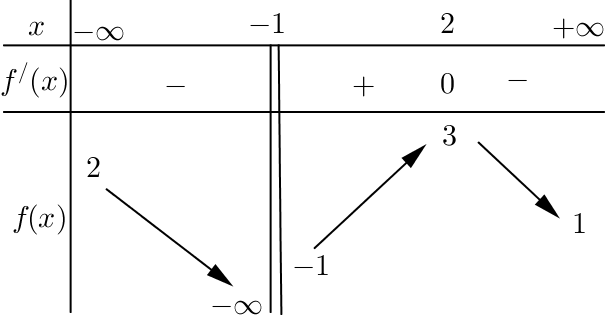 x −∞ −1 2 +∞
f′(x) − + 0 −
3
2
f(x) 1
−1
−∞